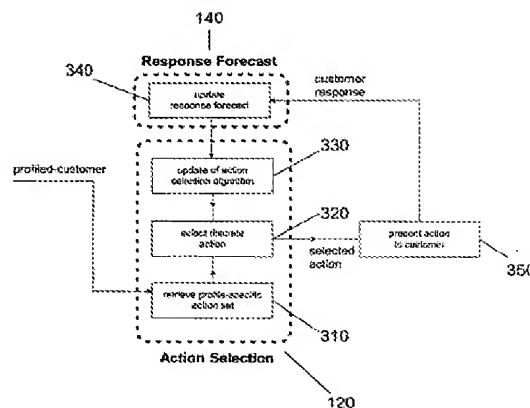 140
Response Forecast
340
update
response forecast
customer
response
330
profiled-customer
update of action
selection algorithm
320
select discrete
action
selected
action
present action
to customer
350
retrieve profile-specific
action set
310
Action Selection
120